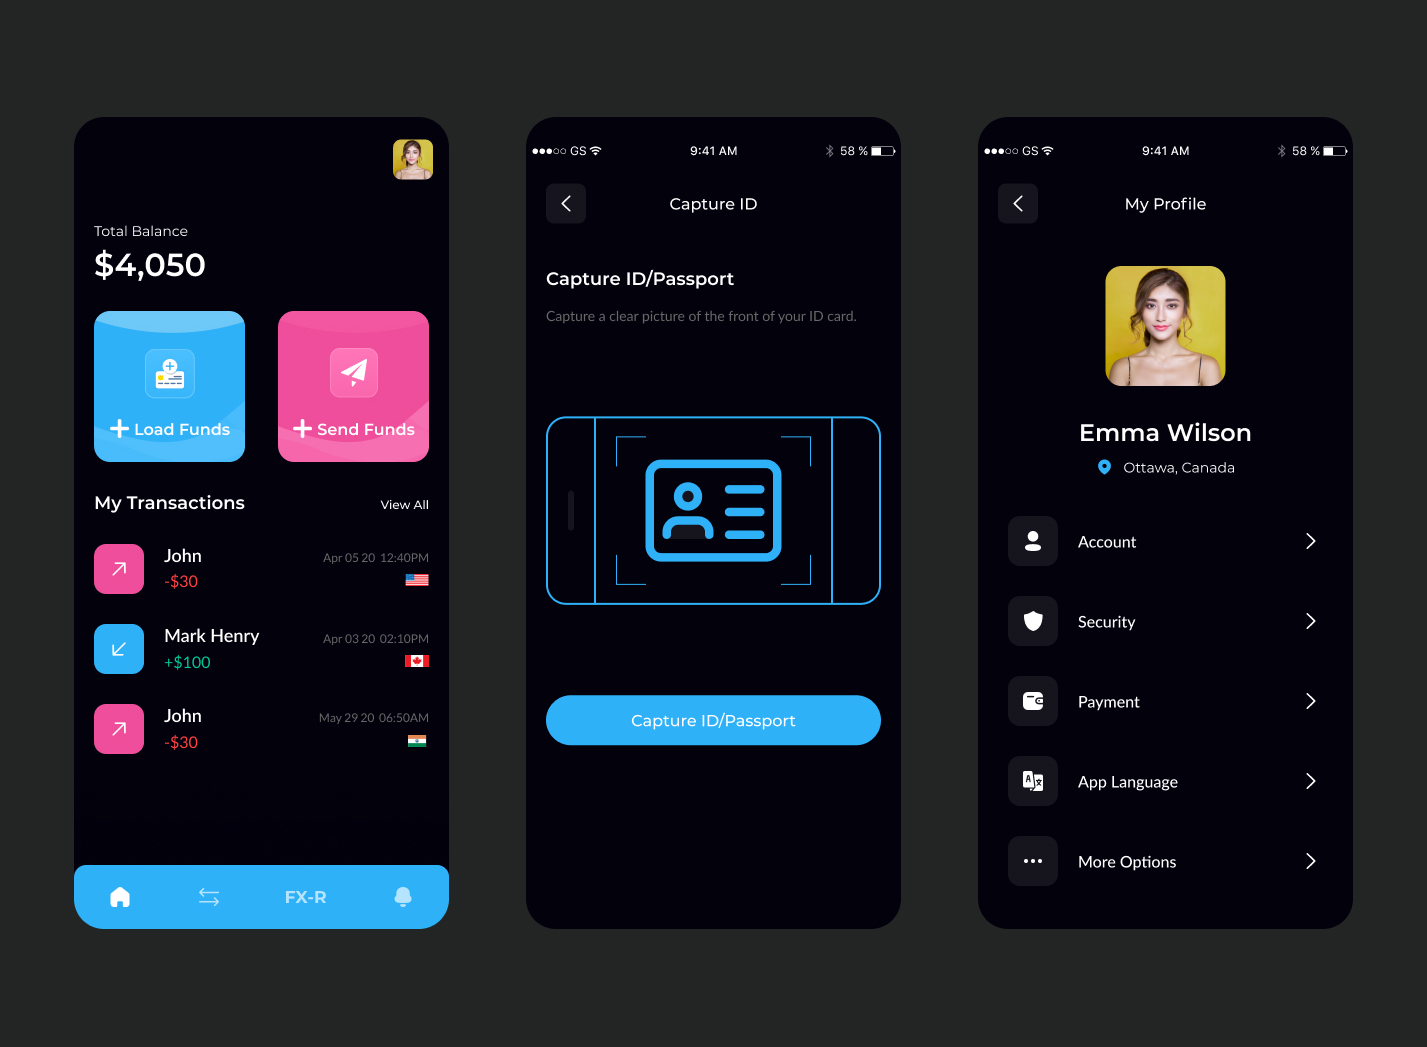 Total Balance
$4,050
Load Funds
Send Funds
My Transactions
View All
John
Apr 05 20 12:40PM
-$30
Mark Henry
Apr 03 20 02:10PM
+$100
John
May 29 20 06:50AM
-$30
FX-R
GS 9:41 AM 58 %
Capture ID
Capture ID/Passport
Capture a clear picture of the front of your ID card.
Capture ID/Passport
GS 9:41 AM 58 %
My Profile
Emma Wilson
Ottawa, Canada
Account
Security
Payment
App Language
More Options